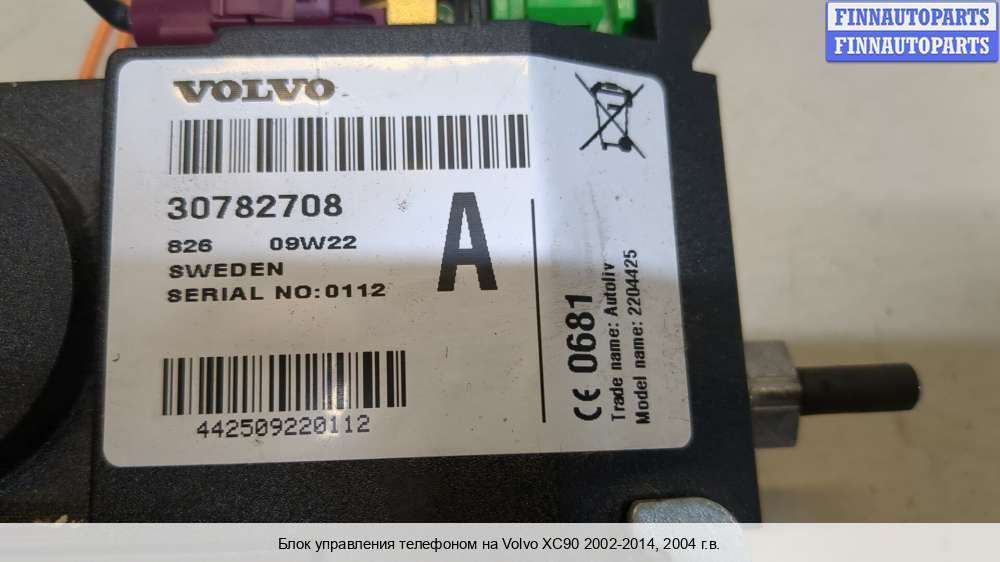 FINNAUTOPARTS
FINNAUTOPARTS
VOLVO
30782708
826 09W22
SWEDEN
SERIAL NO:0112
A
442509220112
CE 0681
Trade name: Autoliv
Model name: 2204425
Блок управления телефоном на Volvo XC90 2002-2014, 2004 г.в.